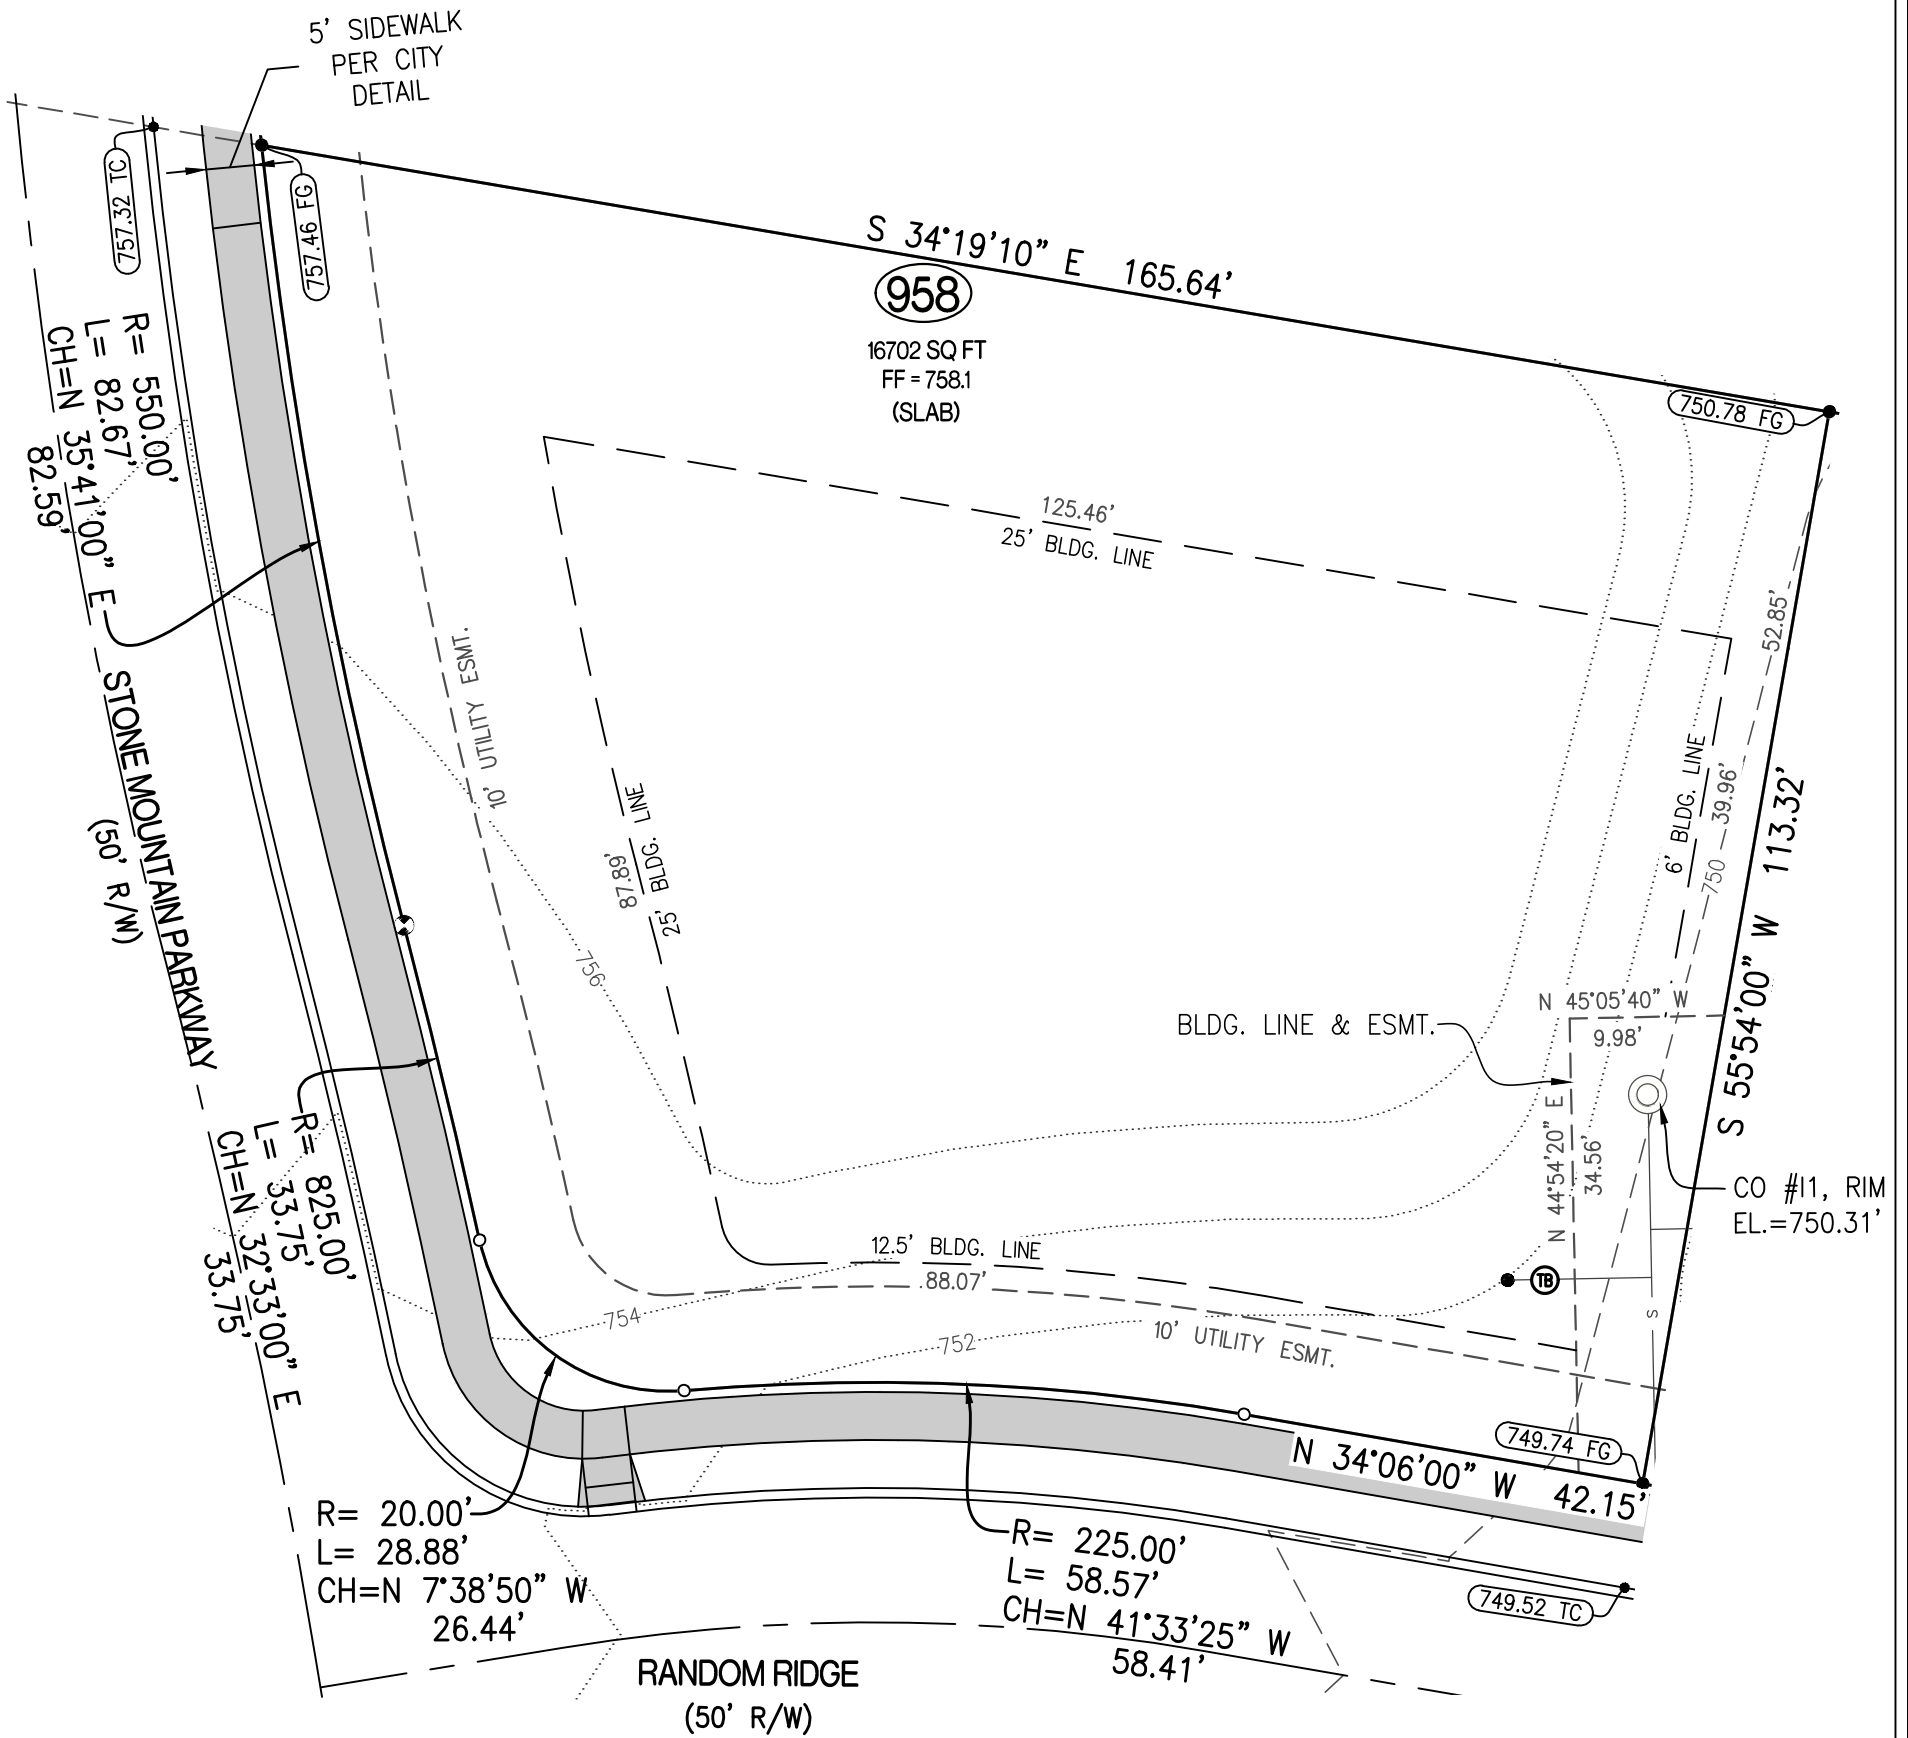 5' SIDEWALK
PER CITY
DETAIL
757.32 TC
757.46 FG
S 34°19'10" E 165.64'
958
16702 SQ FT
FF = 758.1
(SLAB)
750.78 FG
R= 550.00'
L= 82.67'
CH=N 35°41'00" E
82.59'
125.46'
25' BLDG. LINE
52.85'
10' UTILITY ESMT.
STONE MOUNTAIN PARKWAY
(50' R/W)
25' BLDG. LINE
87.89'
6' BLDG. LINE
39.96'
750
S 55°54'00" W 113.32'
756
N 45°05'40" W
9.98'
BLDG. LINE & ESMT.
N 44°54'20" E
34.56'
R= 825.00'
L= 33.75'
CH=N 32°33'00" E
33.75'
CO #I1, RIM
EL.=750.31'
12.5' BLDG. LINE
88.07'
TB
S
754
752
10' UTILITY ESMT.
749.74 FG
N 34°06'00" W 42.15'
R= 20.00'
L= 28.88'
CH=N 7°38'50" W
26.44'
R= 225.00'
L= 58.57'
CH=N 41°33'25" W
58.41'
749.52 TC
RANDOM RIDGE
(50' R/W)